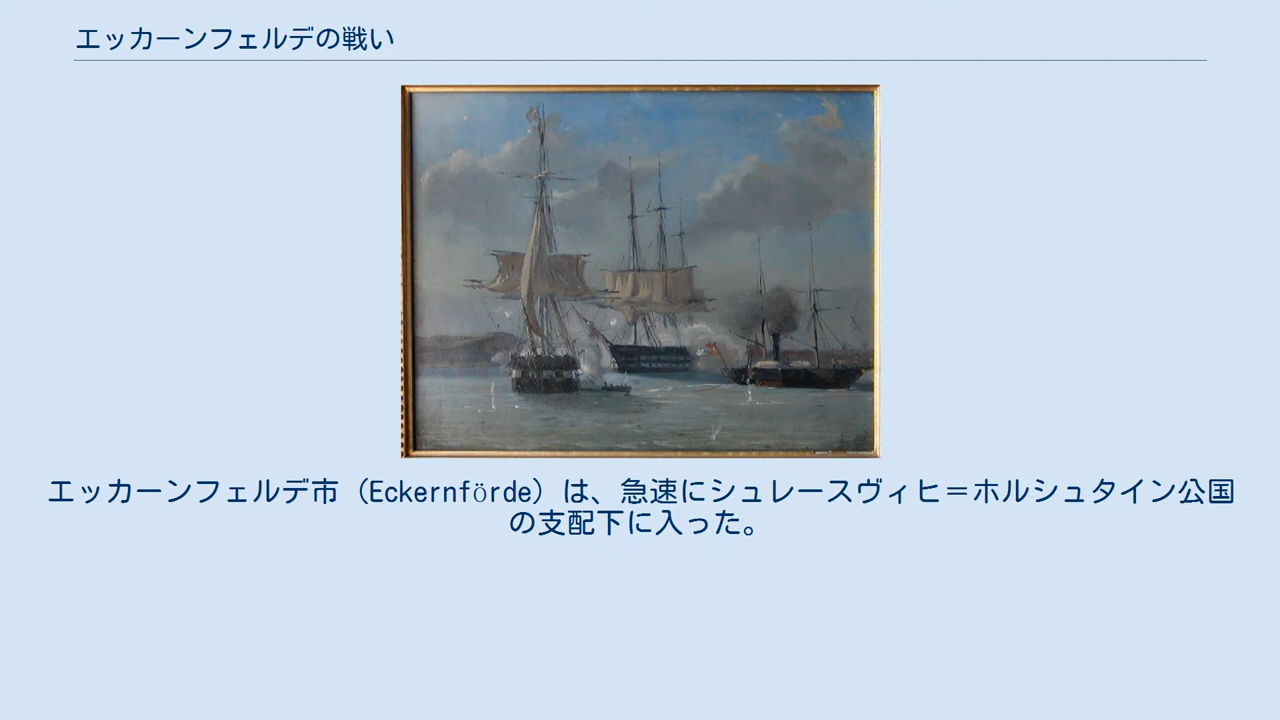 エッカーンフェルデの戦い
エッカーンフェルデ市（Eckernförde）は、急速にシュレースヴィヒ＝ホルシュタイン公国
の支配下に入った。